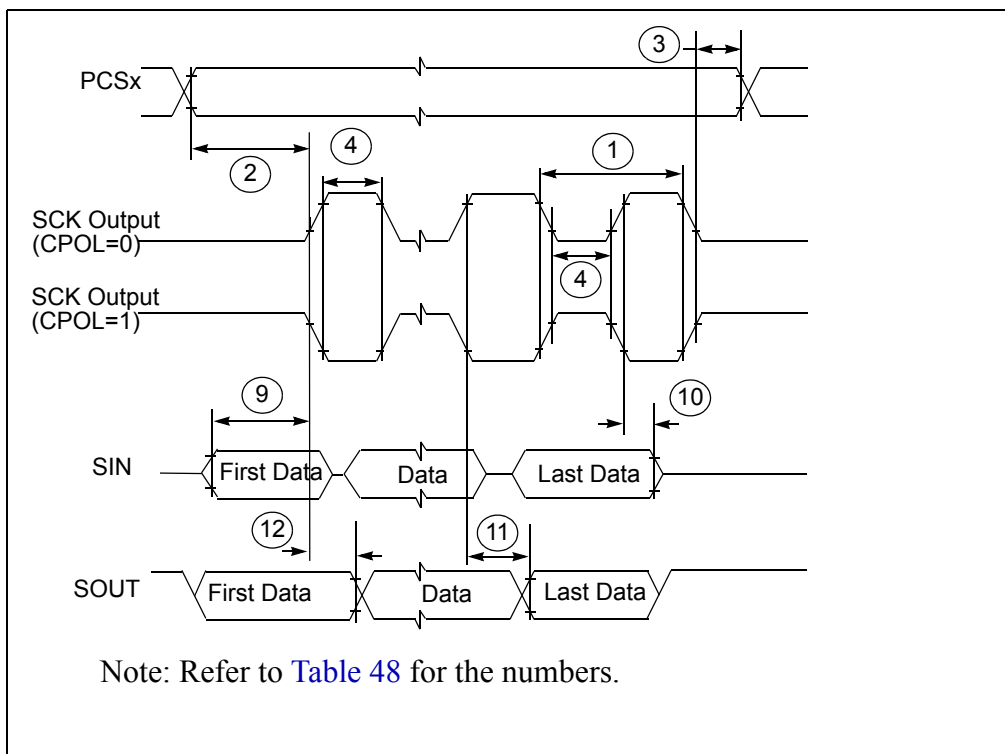 3
PCSx
2
4
1
SCK Output
(CPOL=0)
4
SCK Output
(CPOL=1)
9
10
SIN
First Data
Data
Last Data
12
11
SOUT
First Data
Data
Last Data
Note: Refer to Table 48 for the numbers.